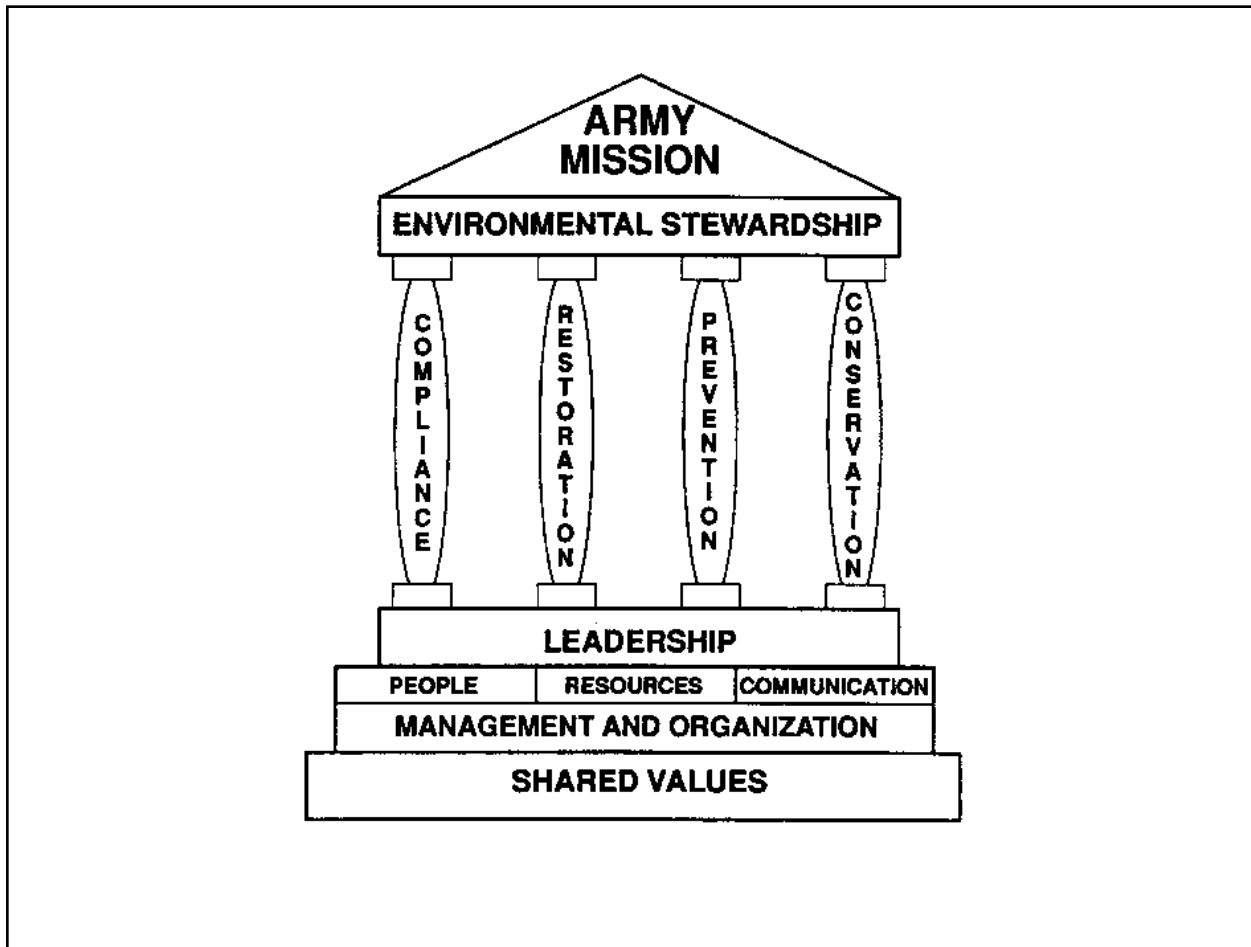 ARMY
MISSION
ENVIRONMENTAL STEWARDSHIP
COMPLIANCE
RESTORATION
PREVENTION
CONSERVATION
LEADERSHIP
PEOPLE
RESOURCES
COMMUNICATION
MANAGEMENT AND ORGANIZATION
SHARED VALUES